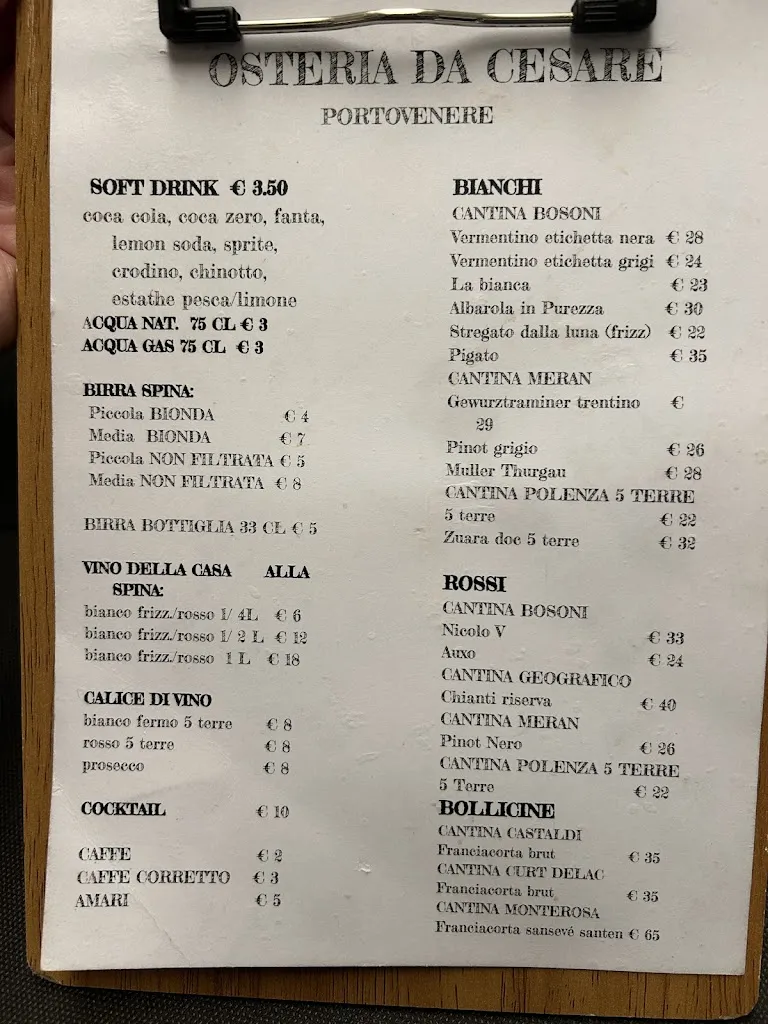 OSTERIA DA CESARE
PORTOVENERE
SOFT DRINK € 3.50
coca cola, coca zero, fanta,
lemon soda, sprite,
crodino, chinotto,
estathe pesca/limone
ACQUA NAT. 75 CL € 3
ACQUA GAS 75 CL € 3
BIRRA SPINA:
Piccola BIONDA € 4
Media BIONDA € 7
Piccola NON FILTRATA € 5
Media NON FILTRATA € 8
BIRRA BOTTIGLIA 33 CL € 5
VINO DELLA CASA ALLA
SPINA:
bianco frizz./rosso 1/ 4L € 6
bianco frizz./rosso 1/ 2 L € 12
bianco frizz./rosso 1 L € 18
CALICE DI VINO
bianco fermo 5 terre € 8
rosso 5 terre € 8
prosecco € 8
COCKTAIL € 10
CAFFE € 2
CAFFE CORRETTO € 3
AMARI € 5
BIANCHI
CANTINA BOSONI
Vermentino etichetta nera € 28
Vermentino etichetta grigi € 24
La bianca € 23
Albarola in Purezza € 30
Stregato dalla luna (frizz) € 22
Pigato € 35
CANTINA MERAN
Gewurztraminer trentino €
29
Pinot grigio € 26
Muller Thurgau € 28
CANTINA POLENZA 5 TERRE
5 terre € 22
Zuara doc 5 terre € 32
ROSSI
CANTINA BOSONI
Nicolo V € 33
Auxo € 24
CANTINA GEOGRAFICO
Chianti riserva € 40
CANTINA MERAN
Pinot Nero € 26
CANTINA POLENZA 5 TERRE
5 Terre € 22
BOLLICINE
CANTINA CASTALDI
Franciacorta brut € 35
CANTINA CURT DELAC
Franciacorta brut € 35
CANTINA MONTEROSA
Franciacorta sansevé santen € 65